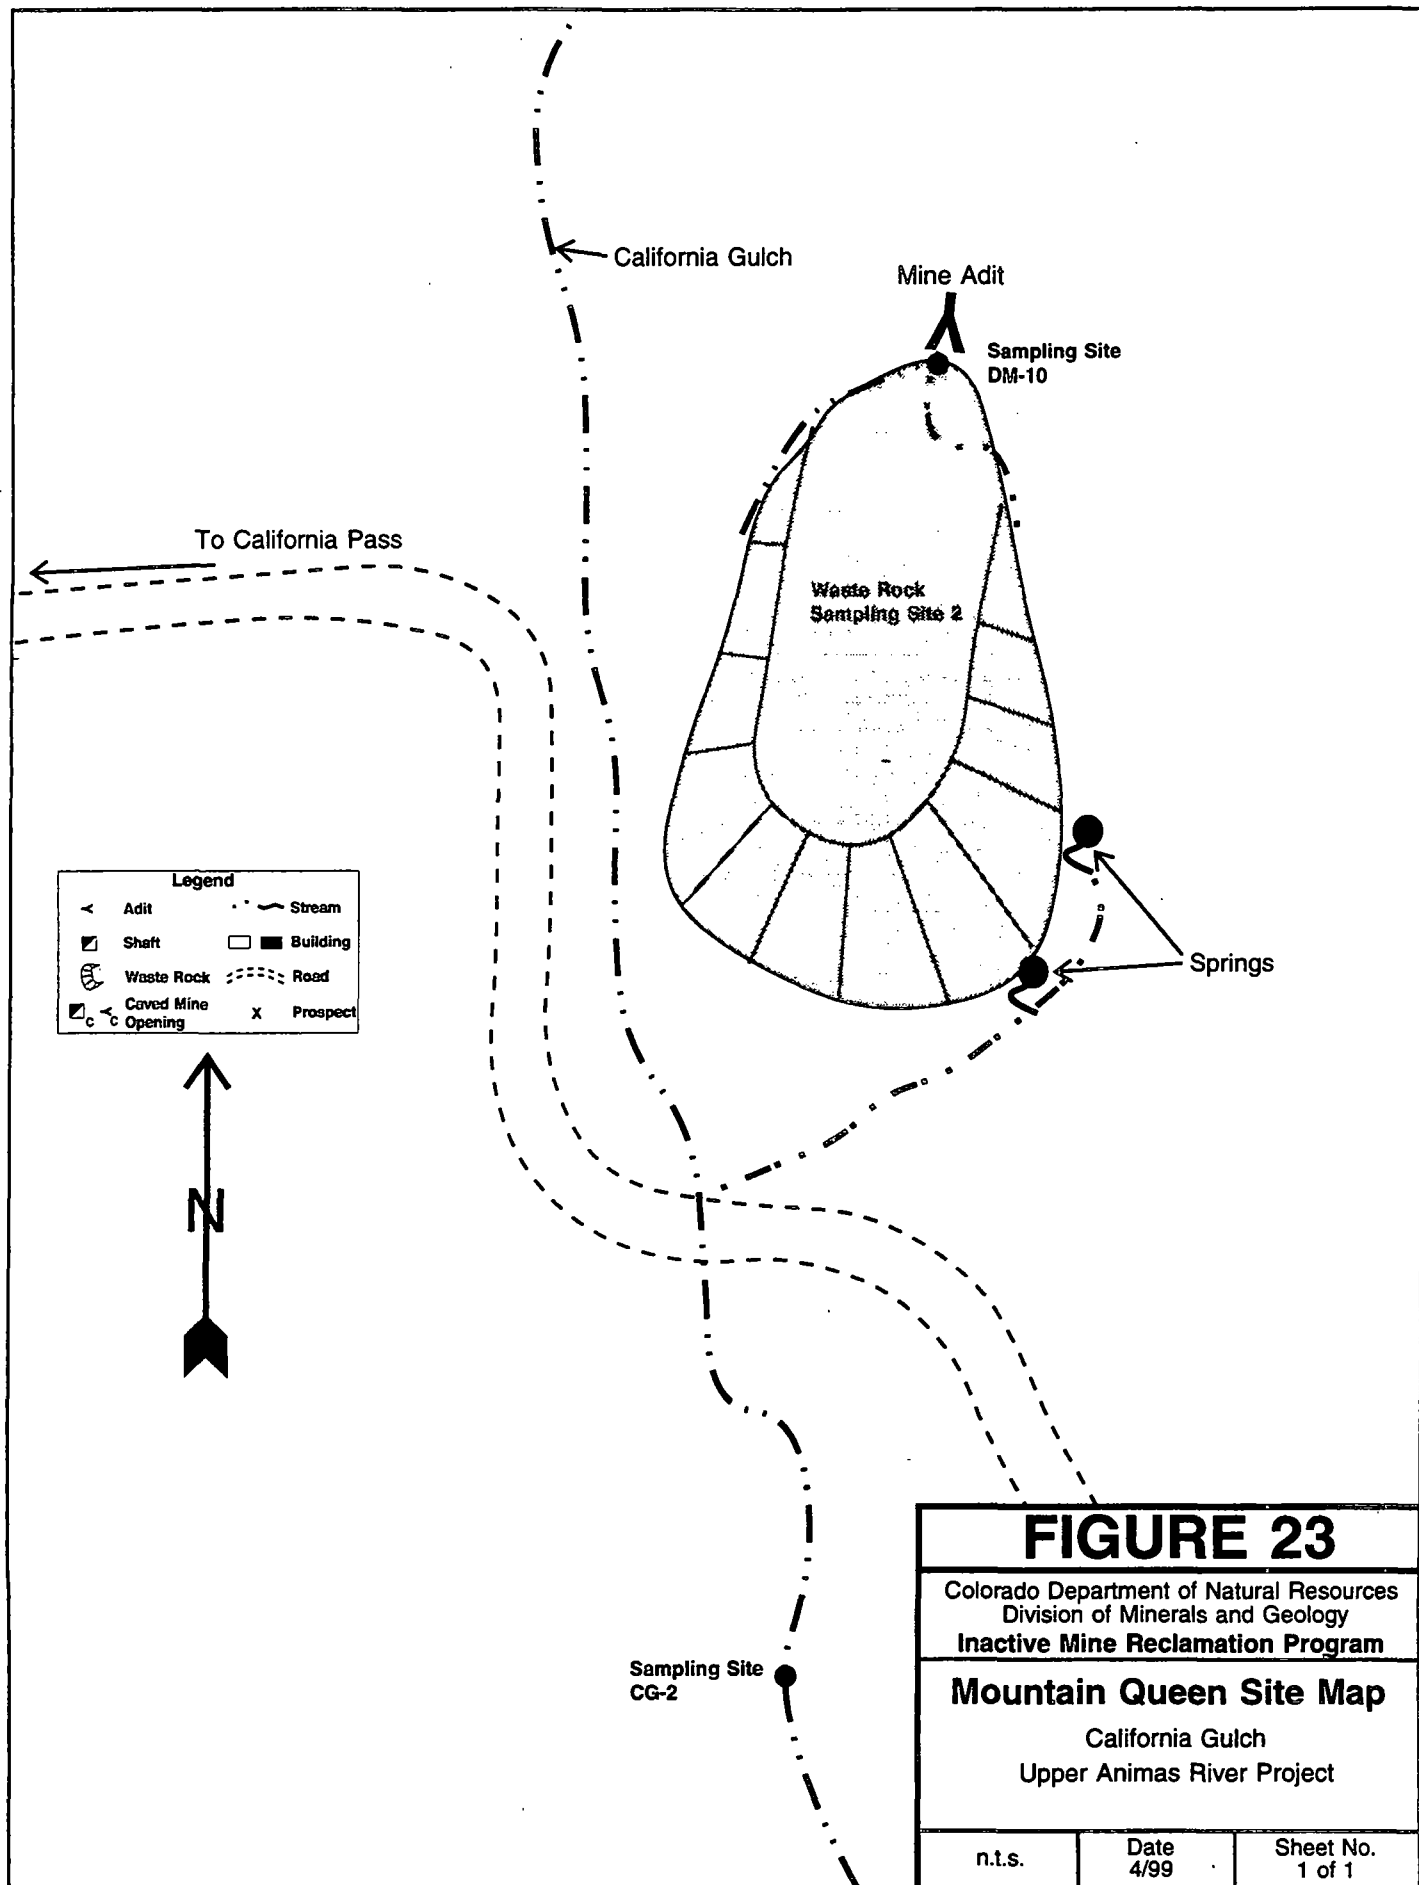 California Gulch
Mine Adit
Sampling Site
DM-10
To California Pass
Waste Rock
Sampling Site 2
Legend
Adit
Stream
Shaft
Building
Waste Rock
Road
C C Caved Mine
Opening
X Prospect
Springs
N
Sampling Site
CG-2
FIGURE 23
Colorado Department of Natural Resources
Division of Minerals and Geology
Inactive Mine Reclamation Program
Mountain Queen Site Map
California Gulch
Upper Animas River Project
n.t.s.
Date
4/99
Sheet No.
1 of 1